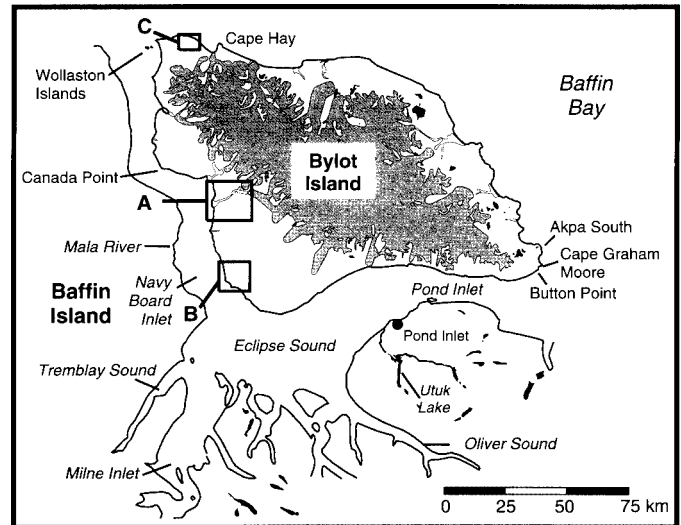 C
Cape Hay
Wollaston
Islands
Baffin
Bay
Bylot
Island
Canada Point
A
Akpa South
Mala River
Cape Graham
Moore
Navy
Board
Inlet
Baffin
Island
B
Pond Inlet
Button Point
Eclipse Sound
Pond Inlet
Tremblay Sound
Utuk
Lake
Oliver Sound
Milne Inlet
0 25 50 75 km